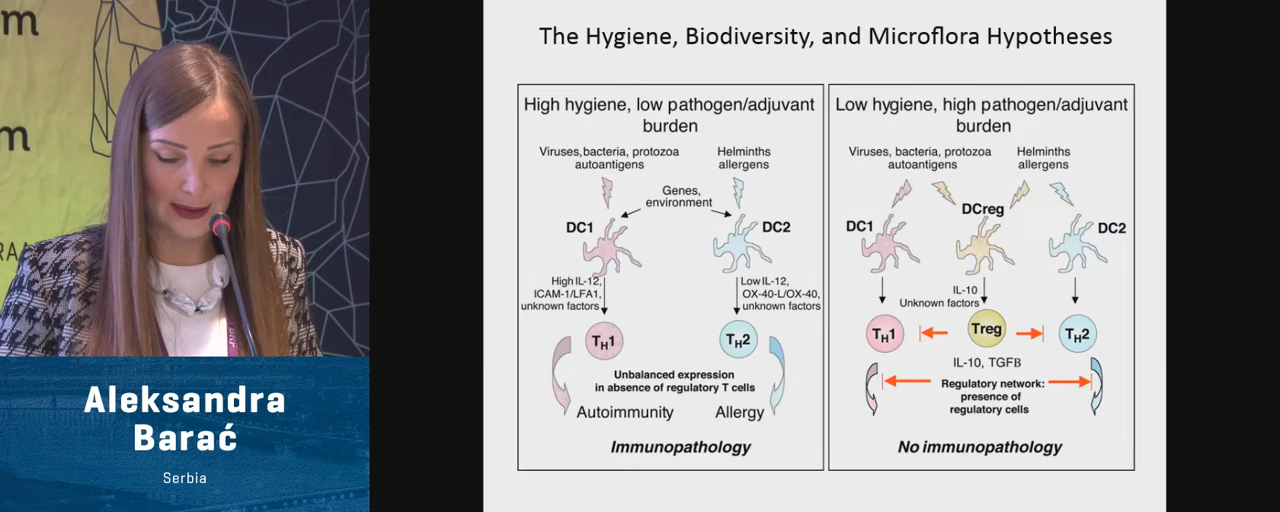 m
m
RAA
Aleksandra
Barać
Serbia
The Hygiene, Biodiversity, and Microflora Hypotheses
High hygiene, low pathogen/adjuvant
burden
Viruses,bacteria, protozoa
autoantigens
Helminths
allergens
Genes,
environment
DC1
DC2
High IL-12,
ICAM-1/LFA1,
unknown factors
Low IL-12,
OX-40-L/OX-40,
unknown factors
TH1
TH2
Unbalanced expression
in absence of regulatory T cells
Autoimmunity
Allergy
Immunopathology
Low hygiene, high pathogen/adjuvant
burden
Viruses, bacteria, protozoa
autoantigens
Helminths
allergens
DC1
DCreg
DC2
IL-10
Unknown factors
TH1
Treg
TH2
IL-10, TGFB
Regulatory network:
presence of
regulatory cells
No immunopathology